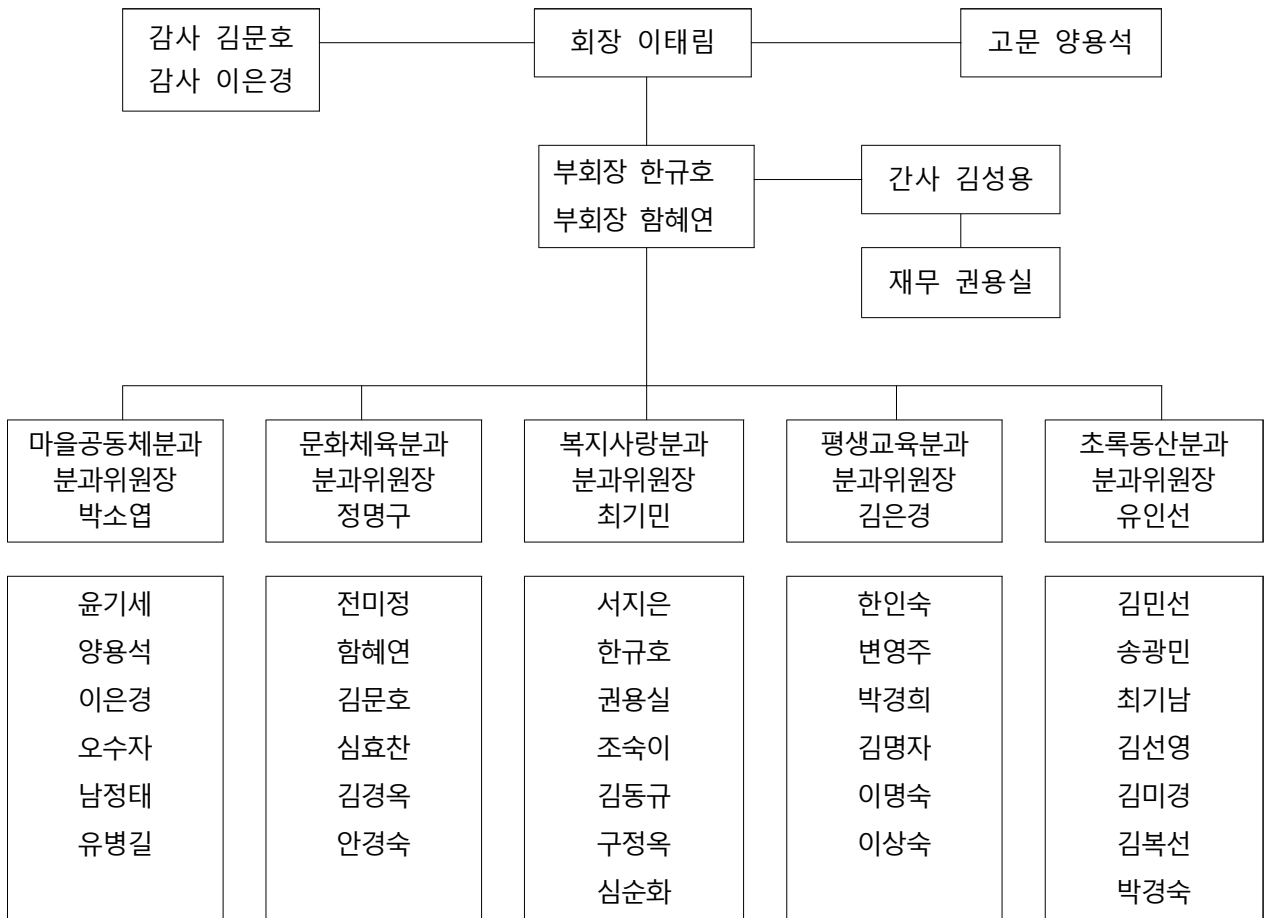 감사 김문호
감사 이은경
회장 이태림
고문 양용석
부회장 한규호
부회장 함혜연
간사 김성용
재무 권용실
마을공동체분과
분과위원장
박소엽
문화체육분과
분과위원장
정명구
복지사랑분과
분과위원장
최기민
평생교육분과
분과위원장
김은경
초록동산분과
분과위원장
유인선
윤기세
양용석
이은경
오수자
남정태
유병길
전미정
함혜연
김문호
심효찬
김경옥
안경숙
서지은
한규호
권용실
조숙이
김동규
구정옥
심순화
한인숙
변영주
박경희
김명자
이명숙
이상숙
김민선
송광민
최기남
김선영
김미경
김복선
박경숙